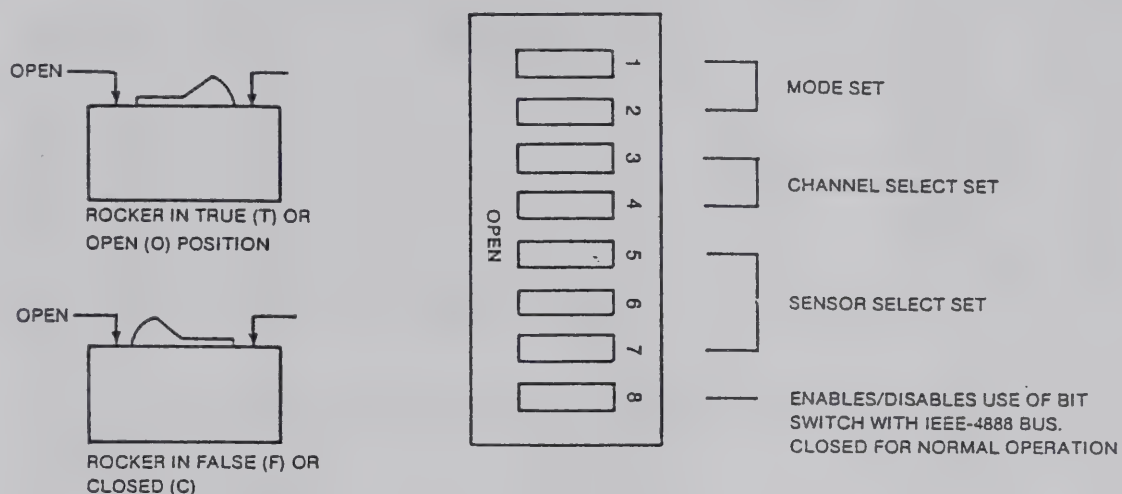 OPEN
ROCKER IN TRUE (T) OR
OPEN (O) POSITION
OPEN
ROCKER IN FALSE (F) OR
CLOSED (C)
OPEN
1
2
3
4
5
6
7
8
MODE SET
CHANNEL SELECT SET
SENSOR SELECT SET
ENABLES/DISABLES USE OF BIT
SWITCH WITH IEEE-4888 BUS.
CLOSED FOR NORMAL OPERATION